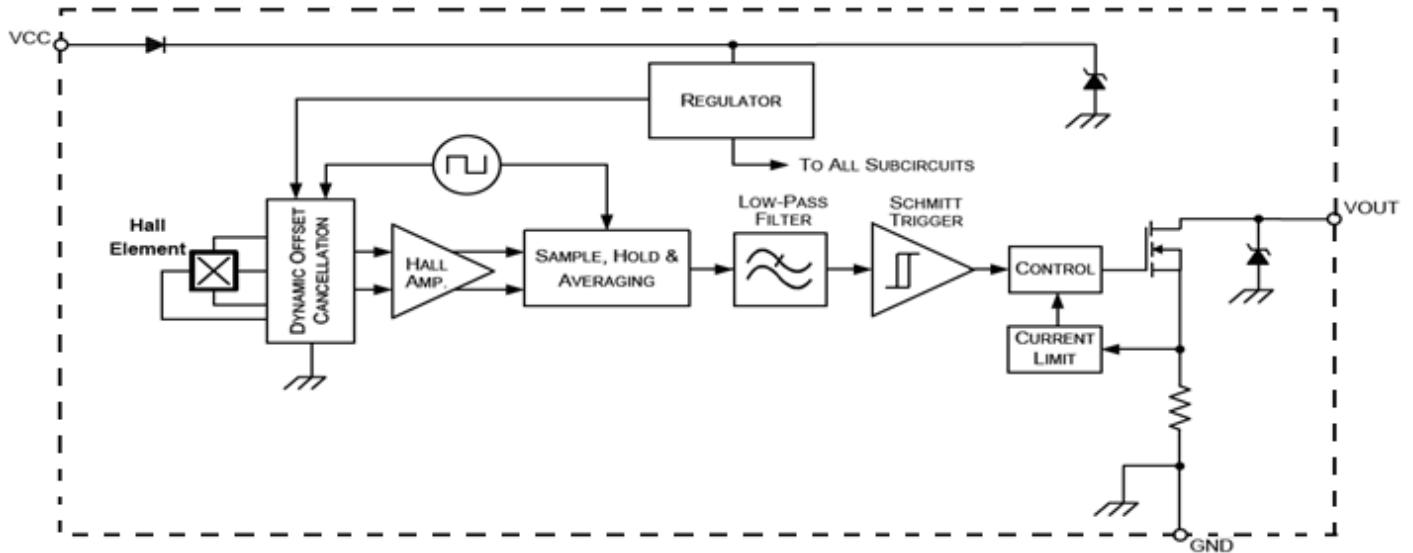 VCC
REGULATOR
TO ALL SUBCIRCUITS
Hall
Element
DYNAMIC OFFSET
CANCELLATION
HALL
AMP.
SAMPLE, HOLD &
AVERAGING
LOW-PASS
FILTER
SCHMITT
TRIGGER
CONTROL
CURRENT
LIMIT
VOUT
GND